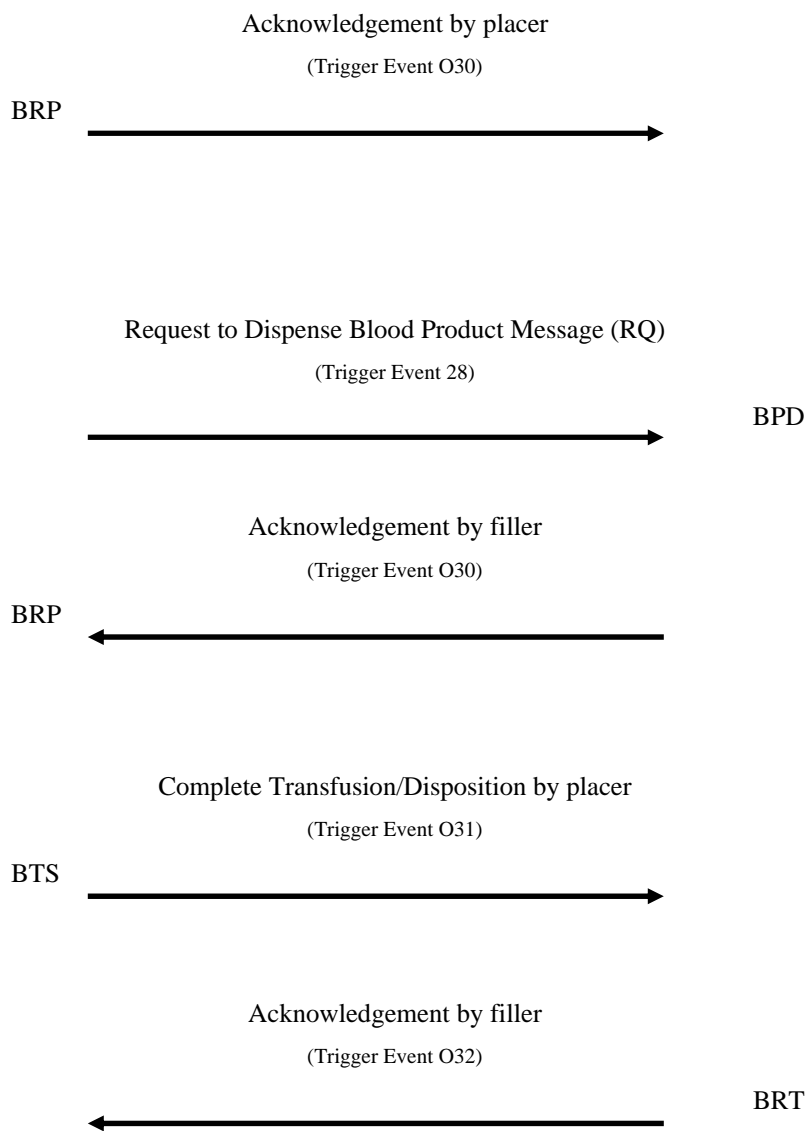 Acknowledgement by placer
(Trigger Event O30)
BRP
Request to Dispense Blood Product Message (RQ)
(Trigger Event 28)
BPD
Acknowledgement by filler
(Trigger Event O30)
BRP
Complete Transfusion/Disposition by placer
(Trigger Event O31)
BTS
Acknowledgement by filler
(Trigger Event O32)
BRT